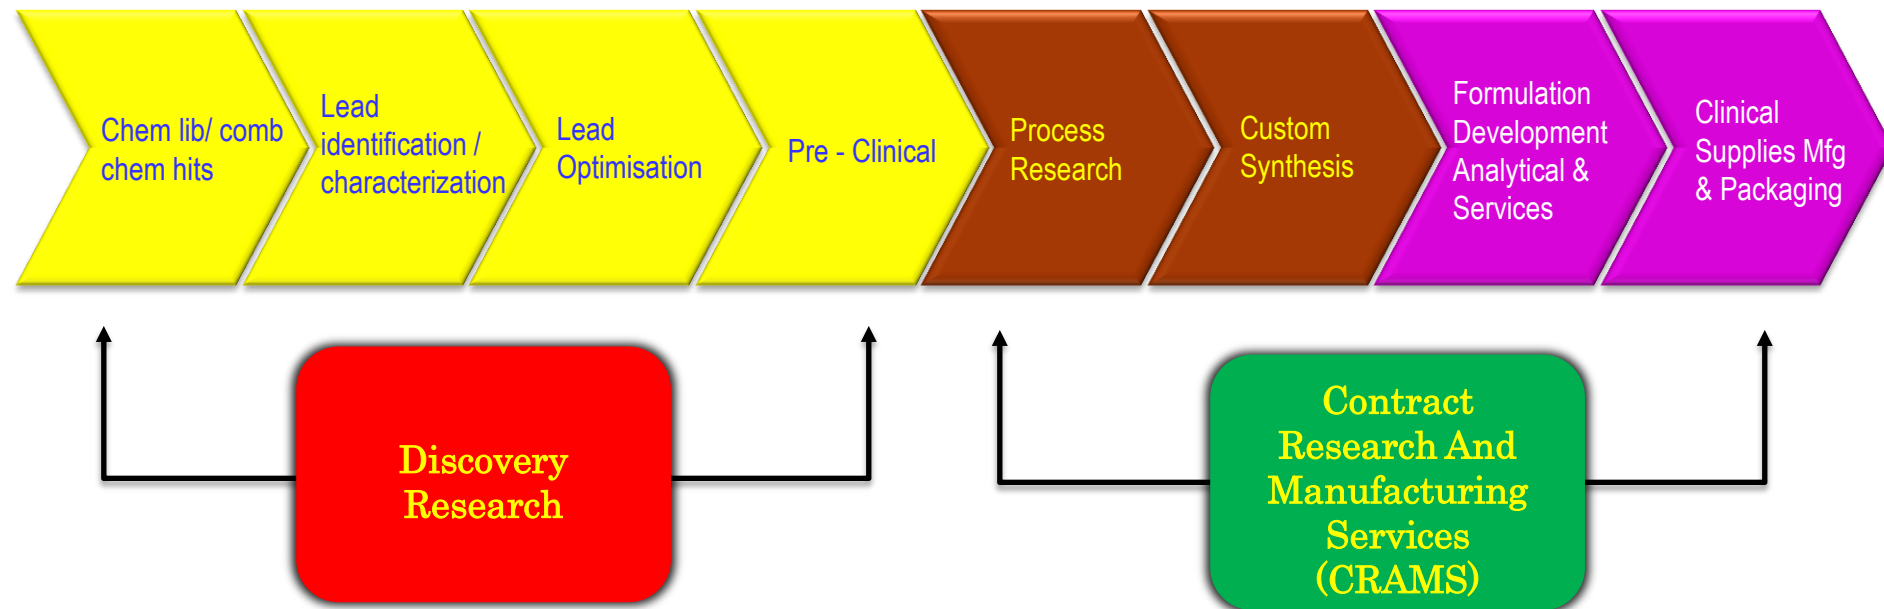 Chem lib/ comb
chem hits
Lead
identification /
characterization
Lead
Optimisation
Pre - Clinical
Process
Research
Custom
Synthesis
Formulation
Development
Analytical &
Services
Clinical
Supplies Mfg
& Packaging
Discovery
Research
Contract
Research And
Manufacturing
Services
(CRAMS)